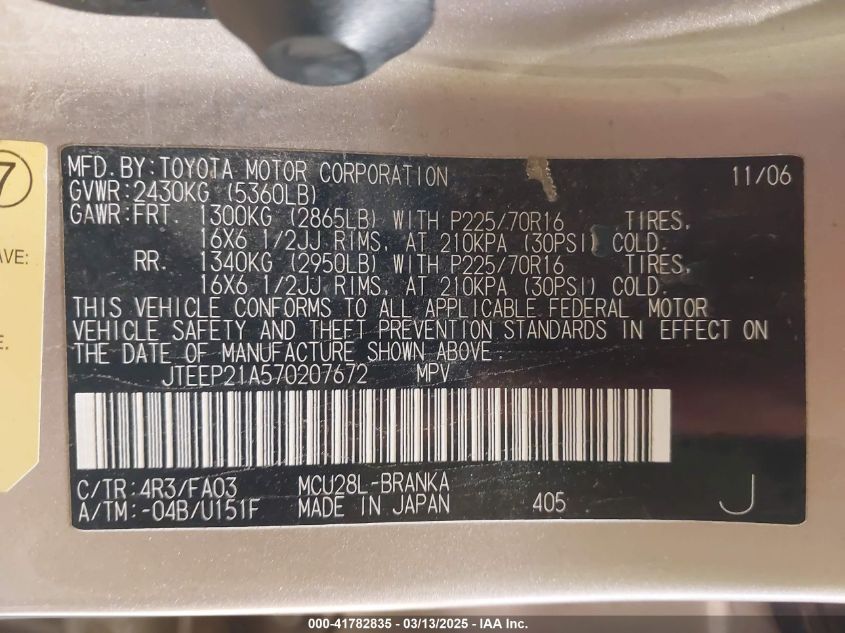 7
AVE:
E.
MFD. BY: TOYOTA MOTOR CORPORATION 11/06
GVWR: 2430KG (5360LB)
GAWR: FRT. 1300KG (2865LB) WITH P225/70R16 TIRES,
16X6 1/2JJ RIMS, AT 210KPA (30PSI) COLD.
RR. 1340KG (2950LB) WITH P225/70R16 TIRES,
16X6 1/2JJ RIMS, AT 210KPA (30PSI) COLD.
THIS VEHICLE CONFORMS TO ALL APPLICABLE FEDERAL MOTOR
VEHICLE SAFETY AND THEFT PREVENTION STANDARDS IN EFFECT ON
THE DATE OF MANUFACTURE SHOWN ABOVE.
JTEEP21A570207672 MPV
C/TR: 4R3/FA03 MCU28L-BRANKA
A/TM: -04B/U151F MADE IN JAPAN 405 J
000-41782835 - 03/13/2025 - IAA Inc.